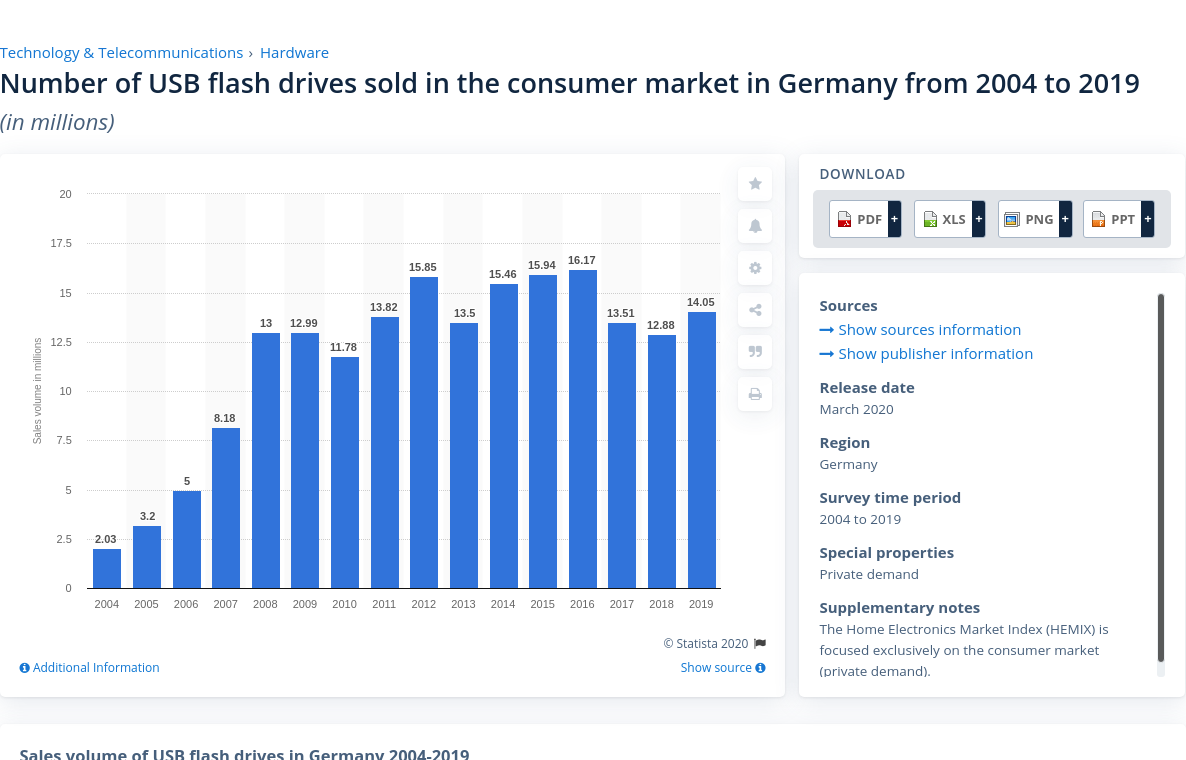 Technology & Telecommunications › Hardware
Number of USB flash drives sold in the consumer market in Germany from 2004 to 2019
(in millions)
20
17.5
15
12.5
10
7.5
5
2.5
0
Sales volume in millions
2.03
3.2
5
8.18
13
12.99
11.78
13.82
15.85
13.5
15.46
15.94
16.17
13.51
12.88
14.05
2004 2005 2006 2007 2008 2009 2010 2011 2012 2013 2014 2015 2016 2017 2018 2019
© Statista 2020
Additional Information
Show source
DOWNLOAD
PDF + XLS + PNG + PPT +
Sources
Show sources information
Show publisher information
Release date
March 2020
Region
Germany
Survey time period
2004 to 2019
Special properties
Private demand
Supplementary notes
The Home Electronics Market Index (HEMIX) is
focused exclusively on the consumer market
(private demand).
Sales volume of USB flash drives in Germany 2004-2019